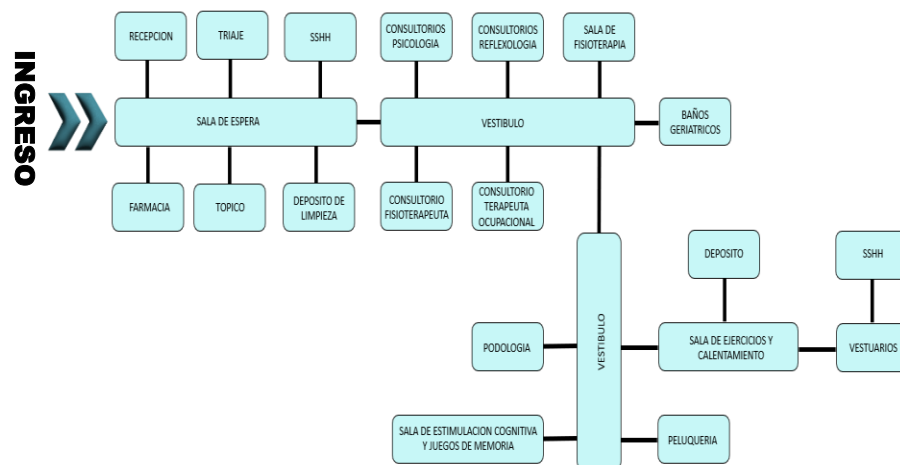 INGRESO
RECEPCION
TRIAJE
SSHH
CONSULTORIOS
PSICOLOGIA
CONSULTORIOS
REFLEXOLOGIA
SALA DE
FISIOTERAPIA
SALA DE ESPERA
VESTIBULO
BAÑOS
GERIATRICOS
FARMACIA
TOPICO
DEPOSITO DE
LIMPIEZA
CONSULTORIO
FISIOTERAPEUTA
CONSULTORIO
TERAPEUTA
OCUPACIONAL
VESTIBULO
DEPOSITO
SSHH
PODOLOGIA
SALA DE EJERCICIOS Y
CALENTAMIENTO
VESTUARIOS
SALA DE ESTIMULACION COGNITIVA
Y JUEGOS DE MEMORIA
PELUQUERIA